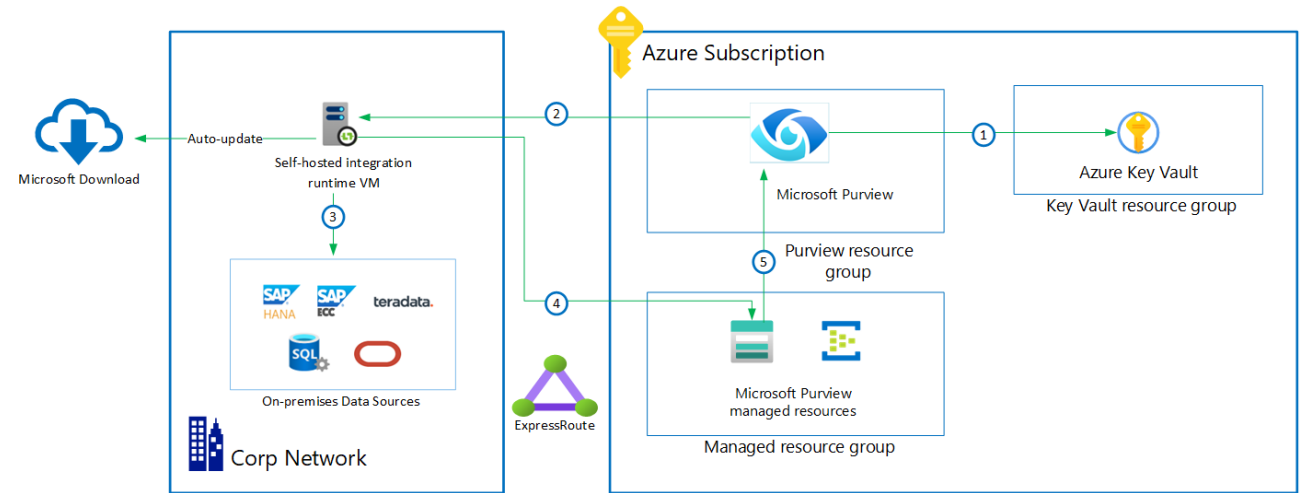 Azure Subscription
2
1
Auto-update
Microsoft Download
Self-hosted integration
runtime VM
Azure Key Vault
Microsoft Purview
Key Vault resource group
3
Purview resource
group
5
SAP
HANA
SAP
ECC
teradata.
4
SQL
On-premises Data Sources
Microsoft Purview
managed resources
ExpressRoute
Managed resource group
Corp Network